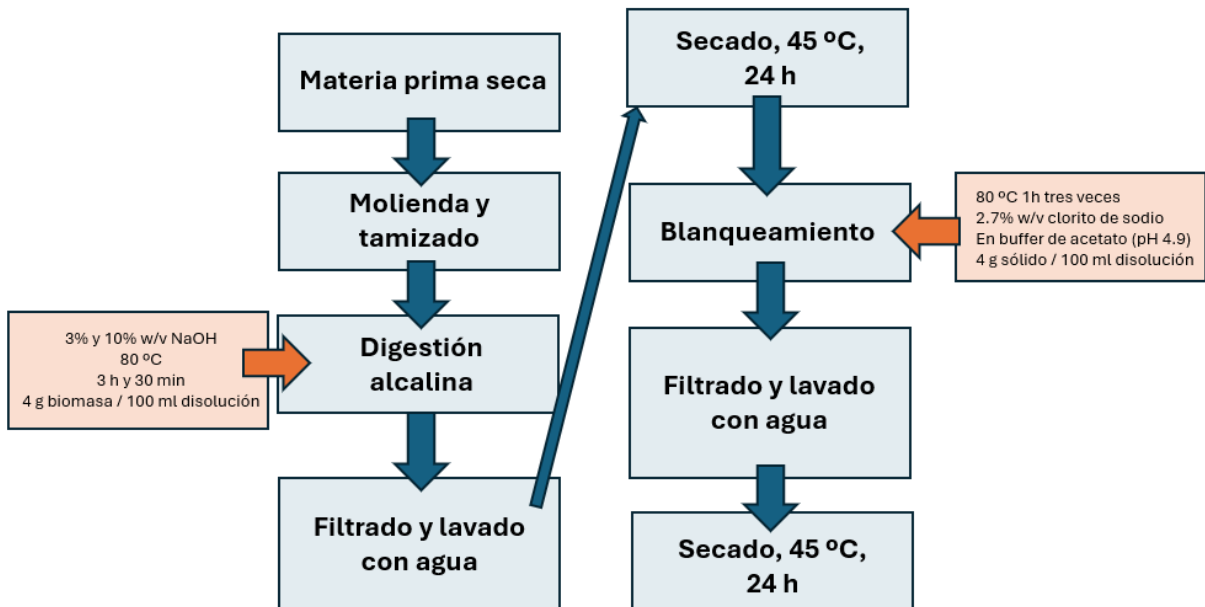 Materia prima seca
Molienda y
tamizado
3% y 10% w/v NaOH
80 ºC
3 h y 30 min
4 g biomasa / 100 ml disolución
Digestión
alcalina
Filtrado y lavado
con agua
Secado, 45 ºC,
24 h
Blanqueamiento
80 ºC 1h tres veces
2.7% w/v clorito de sodio
En buffer de acetato (pH 4.9)
4 g sólido / 100 ml disolución
Filtrado y lavado
con agua
Secado, 45 ºC,
24 h